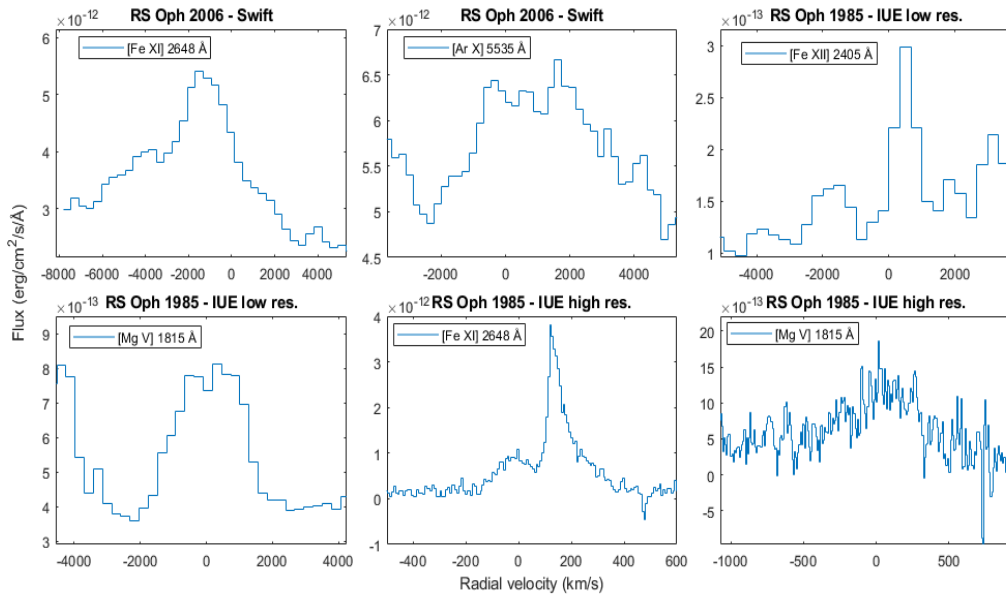 RS Oph 2006 - Swift
RS Oph 2006 - Swift
RS Oph 1985 - IUE low res.
×10⁻¹²
×10⁻¹²
×10⁻¹³
[Fe XI] 2648 Å
[Ar X] 5535 Å
[Fe XII] 2405 Å
6
5
4
3
7
6.5
6
5.5
5
4.5
3
2.5
2
1.5
1
-8000 -6000 -4000 -2000 0 2000 4000
-2000 0 2000 4000
-4000 -2000 0 2000
Flux (erg/cm²/s/Å)
RS Oph 1985 - IUE low res.
RS Oph 1985 - IUE high res.
RS Oph 1985 - IUE high res.
×10⁻¹³
×10⁻¹²
×10⁻¹³
[Mg V] 1815 Å
[Fe XI] 2648 Å
[Mg V] 1815 Å
9
8
7
6
5
4
3
4
3
2
1
0
-1
20
15
10
5
0
-5
-4000 -2000 0 2000 4000
-400 -200 0 200 400 600
-1000 -500 0 500
Radial velocity (km/s)